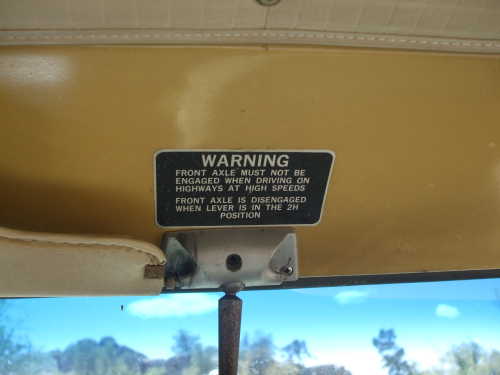 WARNING
FRONT AXLE MUST NOT BE
ENGAGED WHEN DRIVING ON
HIGHWAYS AT HIGH SPEEDS
FRONT AXLE IS DISENGAGED
WHEN LEVER IS IN THE 2H
POSITION